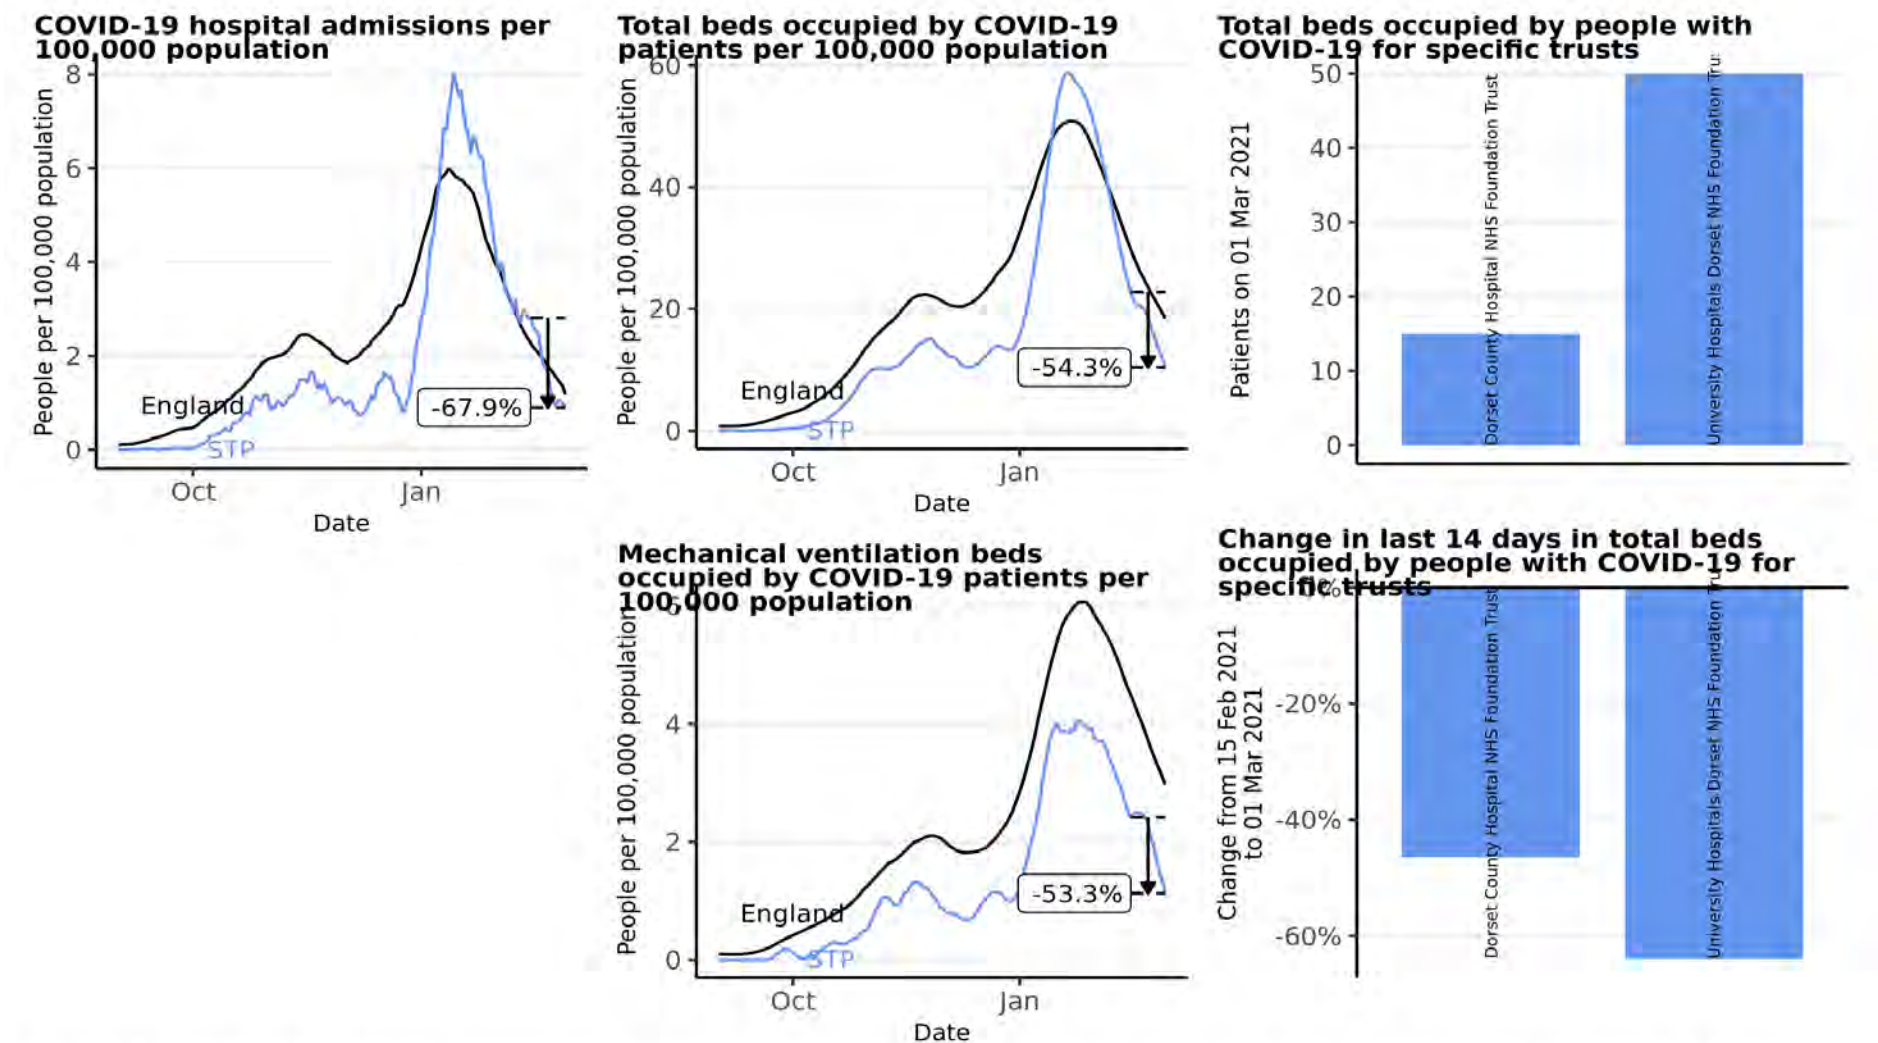 COVID-19 hospital admissions per
100,000 population
People per 100,000 population
8
6
4
2
0
England
STP
-67.9%
Oct
Jan
Date
Total beds occupied by COVID-19
patients per 100,000 population
People per 100,000 population
60
40
20
0
England
STP
-54.3%
Oct
Jan
Date
Total beds occupied by people with
COVID-19 for specific trusts
Patients on 01 Mar 2021
50
40
30
20
10
0
Dorset County Hospital NHS Foundation Trust
University Hospitals Dorset NHS Foundation Tru
Mechanical ventilation beds
occupied by COVID-19 patients per
100,000 population
People per 100,000 population
4
2
0
England
STP
-53.3%
Oct
Jan
Date
Change in last 14 days in total beds
occupied by people with COVID-19 for
specific trusts
Change from 15 Feb 2021
to 01 Mar 2021
-20%
-40%
-60%
Dorset County Hospital NHS Foundation Trust
University Hospitals Dorset NHS Foundation Tru